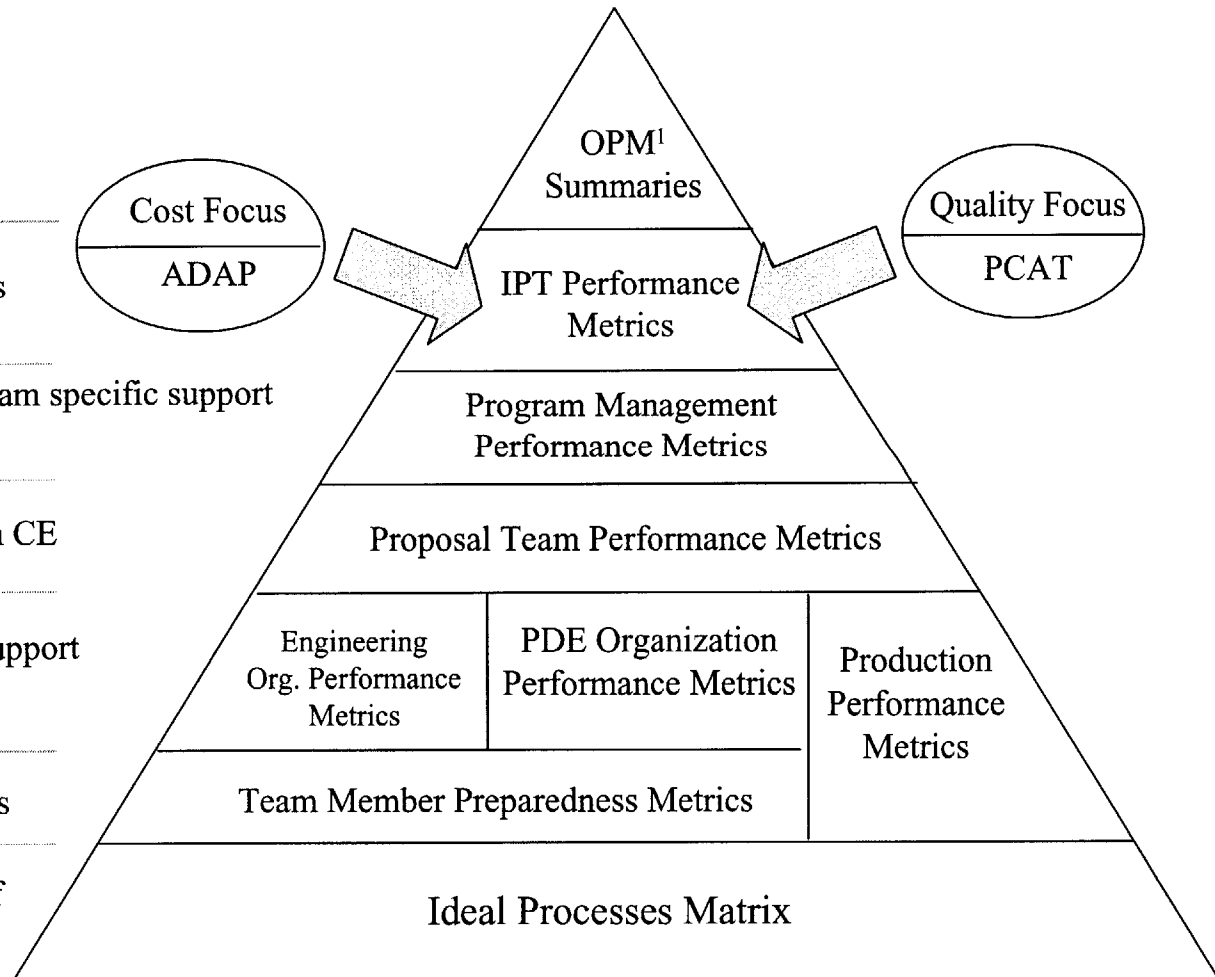 OPM¹
Summaries
Cost Focus
ADAP
Quality Focus
PCAT
s
IPT Performance
Metrics
am specific support
Program Management
Performance Metrics
CE
Proposal Team Performance Metrics
upport
Engineering
Org. Performance
Metrics
PDE Organization
Performance Metrics
Production
Performance
Metrics
s
Team Member Preparedness Metrics
f
Ideal Processes Matrix